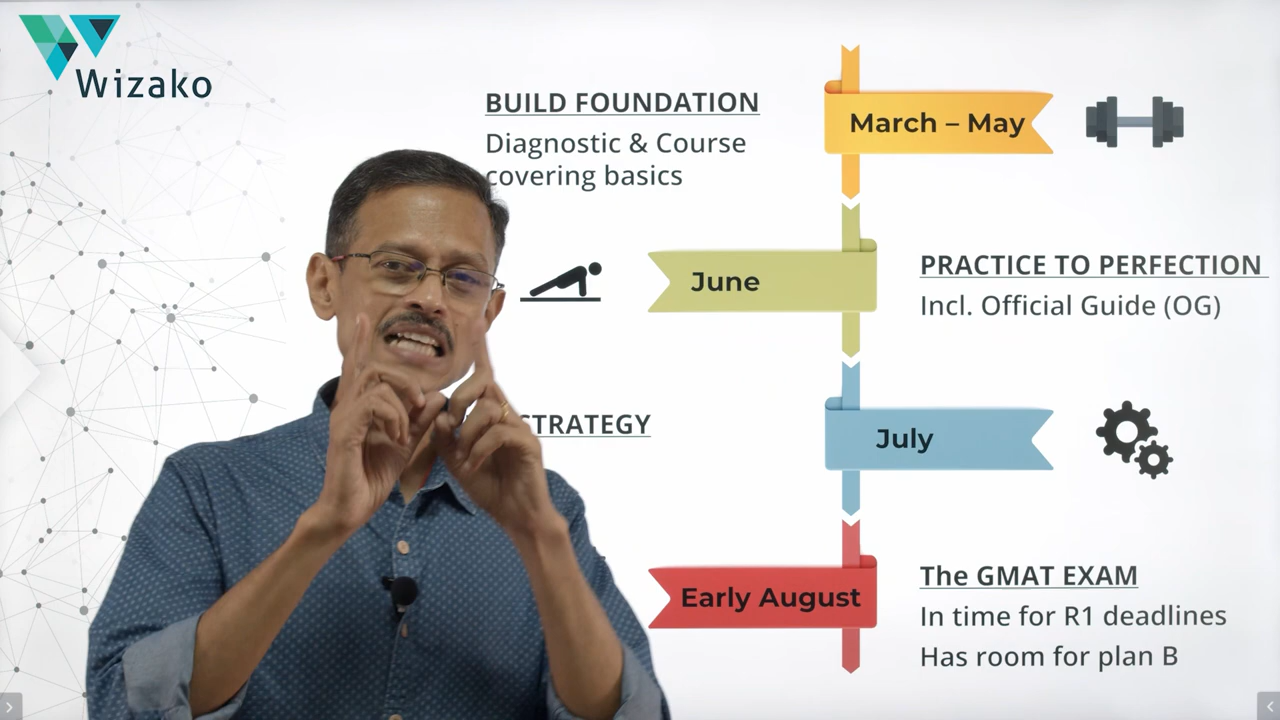 Wizako
BUILD FOUNDATION
Diagnostic & Course
covering basics
March – May
June
PRACTICE TO PERFECTION
Incl. Official Guide (OG)
STRATEGY
July
Early August
The GMAT EXAM
In time for R1 deadlines
Has room for plan B